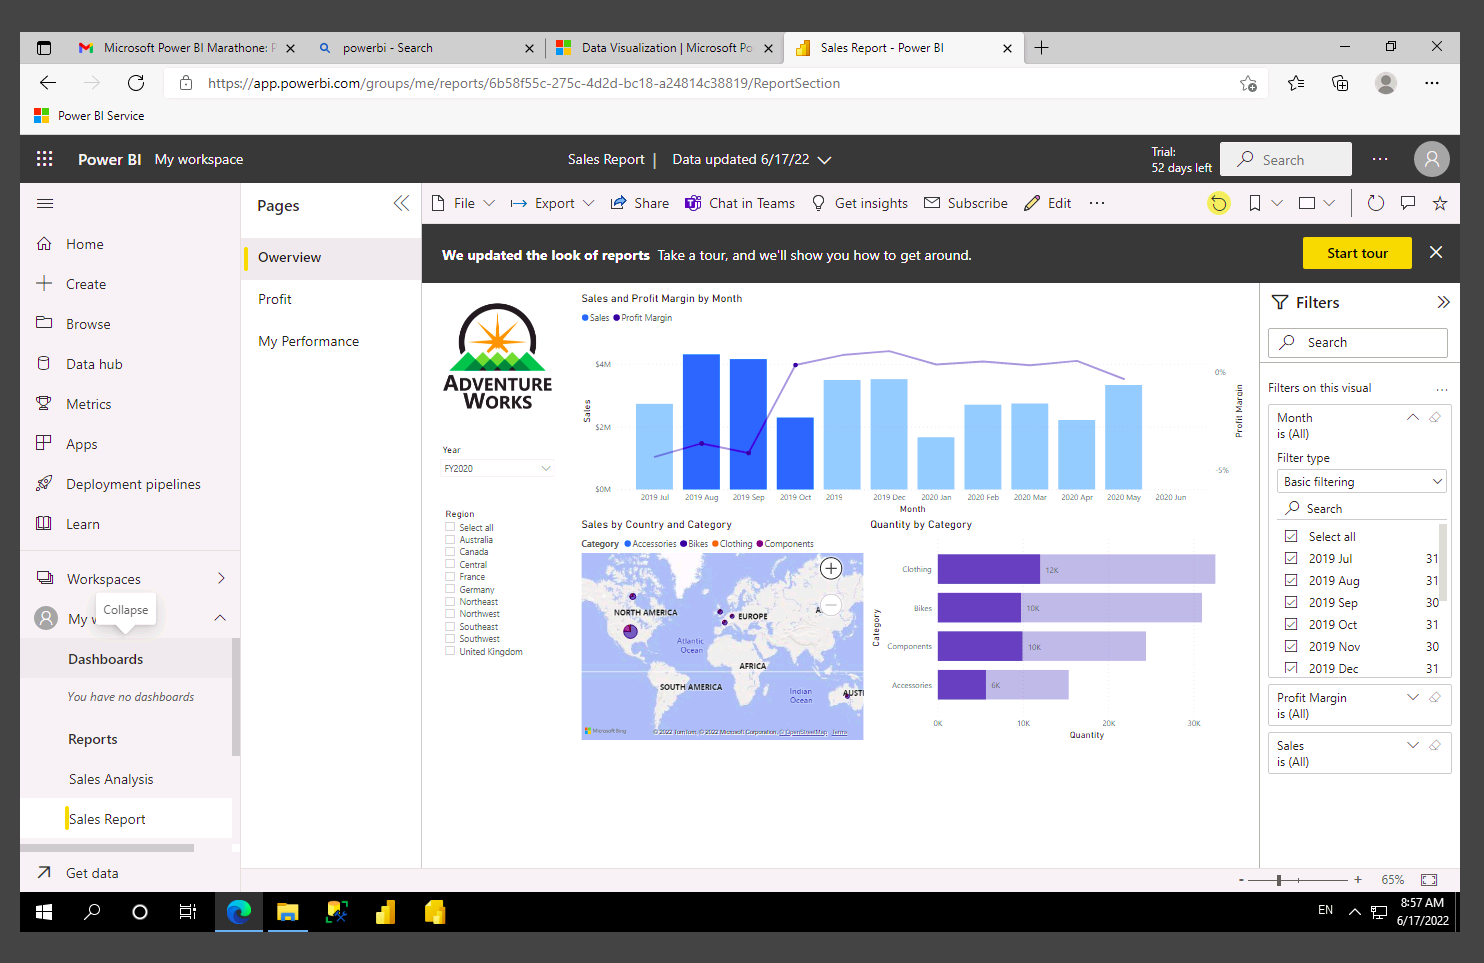 Microsoft Power BI Marathone: P
powerbi - Search
Data Visualization | Microsoft Po
Sales Report - Power BI
https://app.powerbi.com/groups/me/reports/6b58f55c-275c-4d2d-bc18-a24814c38819/ReportSection
Power BI Service
Power BI My workspace
Sales Report | Data updated 6/17/22
Trial:
52 days left
Search
Home
Create
Browse
Data hub
Metrics
Apps
Deployment pipelines
Learn
Workspaces
Collapse
My w
Dashboards
You have no dashboards
Reports
Sales Analysis
Sales Report
Get data
Pages
Owerview
Profit
My Performance
File Export Share Chat in Teams Get insights Subscribe Edit
We updated the look of reports Take a tour, and we'll show you how to get around.
Start tour
ADVENTURE
WORKS
Year
FY2020
Region
Select all
Australia
Canada
Central
France
Germany
Northeast
Northwest
Southeast
Southwest
United Kingdom
Sales and Profit Margin by Month
Sales Profit Margin
$4M
$2M
$0M
Sales
0%
-5%
Profit Margin
2019 Jul 2019 Aug 2019 Sep 2019 Oct 2019 2019 Dec 2020 Jan 2020 Feb 2020 Mar 2020 Apr 2020 May 2020 Jun
Month
Sales by Country and Category
Category Accessories Bikes Clothing Components
NORTH AMERICA
EUROPE
A.
Atlantic
Ocean
AFRICA
SOUTH AMERICA
Indian
Ocean
AUSTI
Microsoft Bing
© 2022 TomTom, © 2022 Microsoft Corporation, © OpenStreetMap Terms
Quantity by Category
Category
Clothing 12K
Bikes 10K
Components 10K
Accessories 6K
0K 10K 20K 30K
Quantity
Filters
Search
Filters on this visual
Month
is (All)
Filter type
Basic filtering
Search
Select all
2019 Jul 31
2019 Aug 31
2019 Sep 30
2019 Oct 31
2019 Nov 30
2019 Dec 31
Profit Margin
is (All)
Sales
is (All)
- + 65%
EN
8:57 AM
6/17/2022